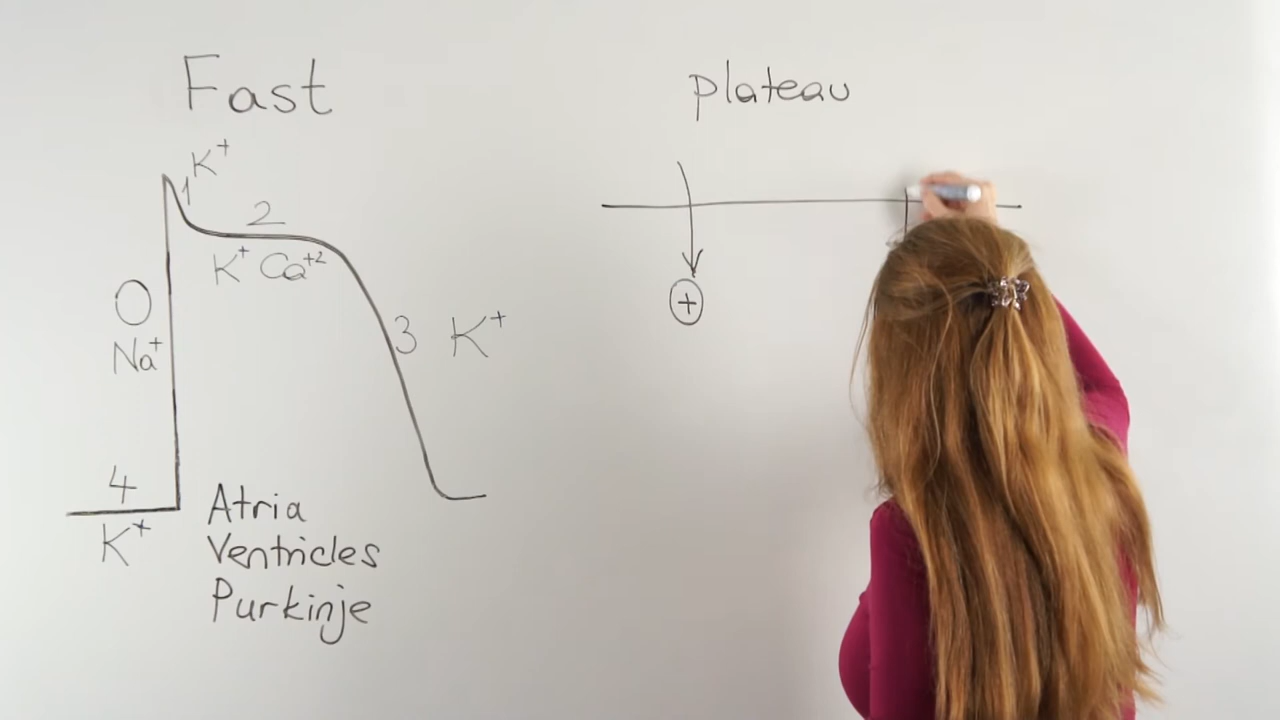 Fast
plateau
K+
1
2
K+ Ca+2
0
Na+
3 K+
4
K+
Atria
Ventricles
Purkinje
+